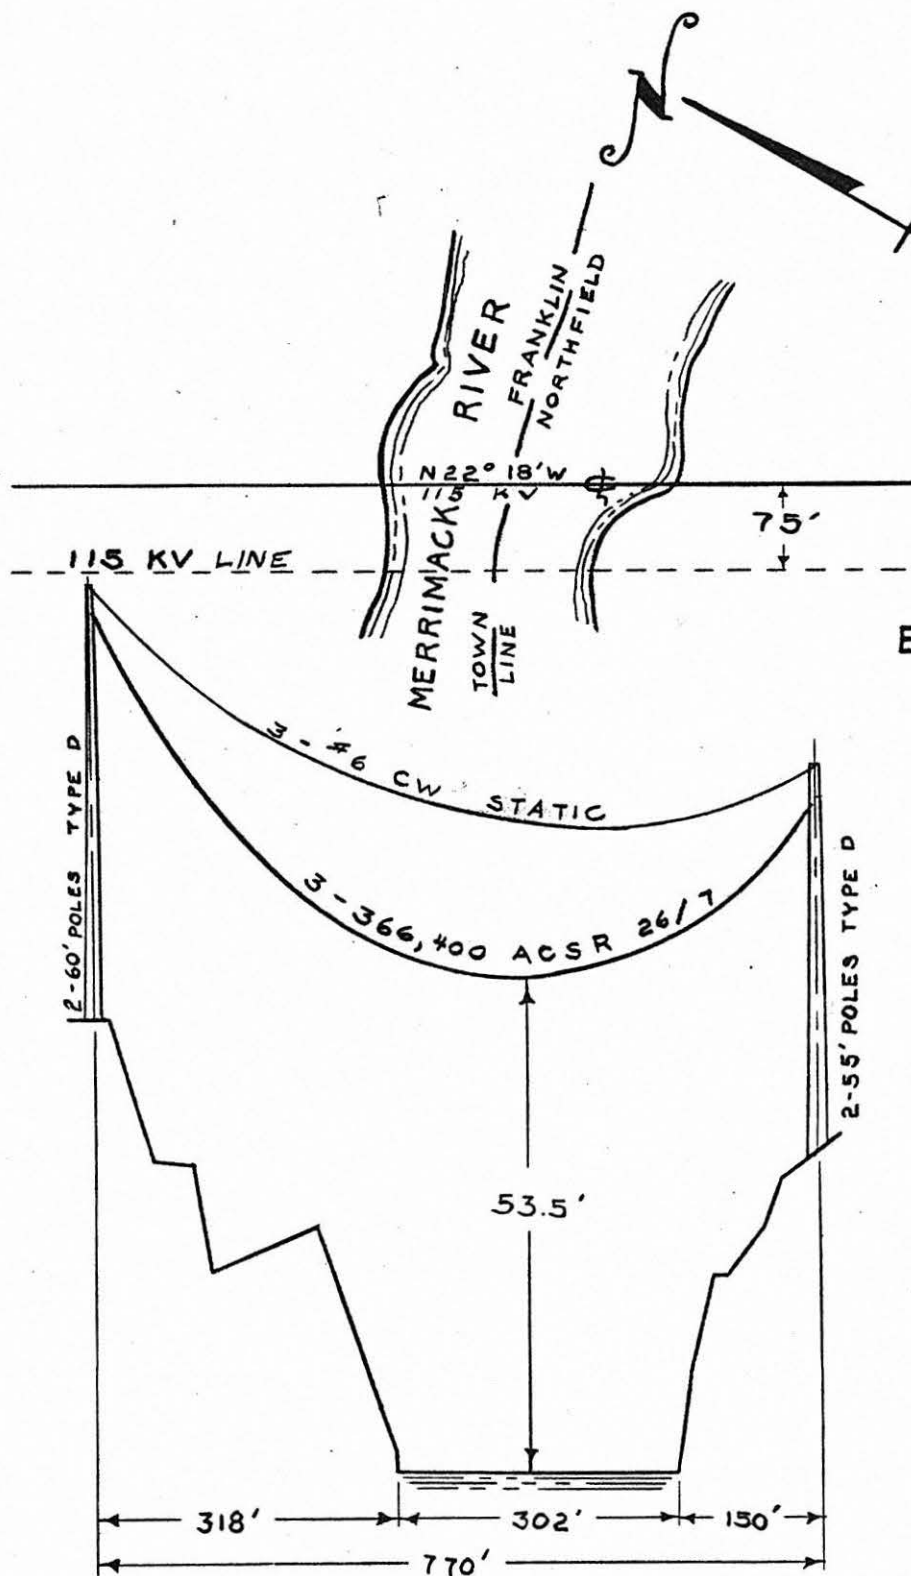 N
RIVER
FRANKLIN
NORTHFIELD
N 22° 18' W
115 KV
75'
115 KV LINE
MERRIMACK
TOWN
LINE
E
3 - #6 CW STATIC
3 - 366,400 ACSR 26/7
2-60' POLES TYPE D
2-55' POLES TYPE D
53.5'
318'
302'
150'
770'